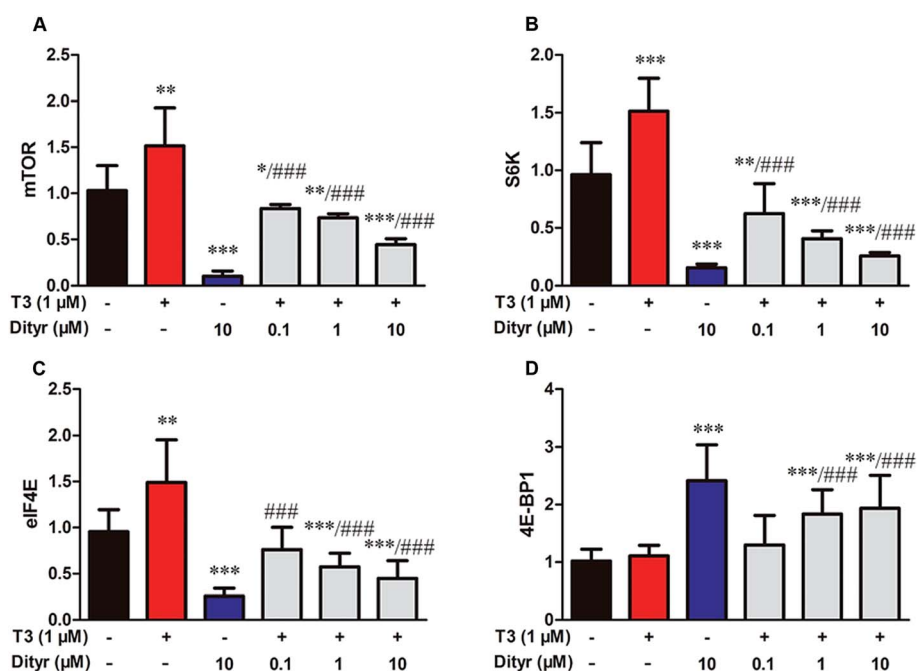 A
mTOR
2.5
2.0
1.5
1.0
0.5
0.0
**
***
*/###
**/###
***/###
T3 (1 µM) - + - + + +
Dityr (µM) - - 10 0.1 1 10
B
S6K
2.0
1.5
1.0
0.5
0.0
***
***
**/###
***/###
***/###
T3 (1 µM) - + - + + +
Dityr (µM) - - 10 0.1 1 10
C
eIF4E
2.5
2.0
1.5
1.0
0.5
0.0
**
***
###
***/###
***/###
T3 (1 µM) - + - + + +
Dityr (µM) - - 10 0.1 1 10
D
4E-BP1
4
3
2
1
0
***
***/###
***/###
T3 (1 µM) - + - + + +
Dityr (µM) - - 10 0.1 1 10